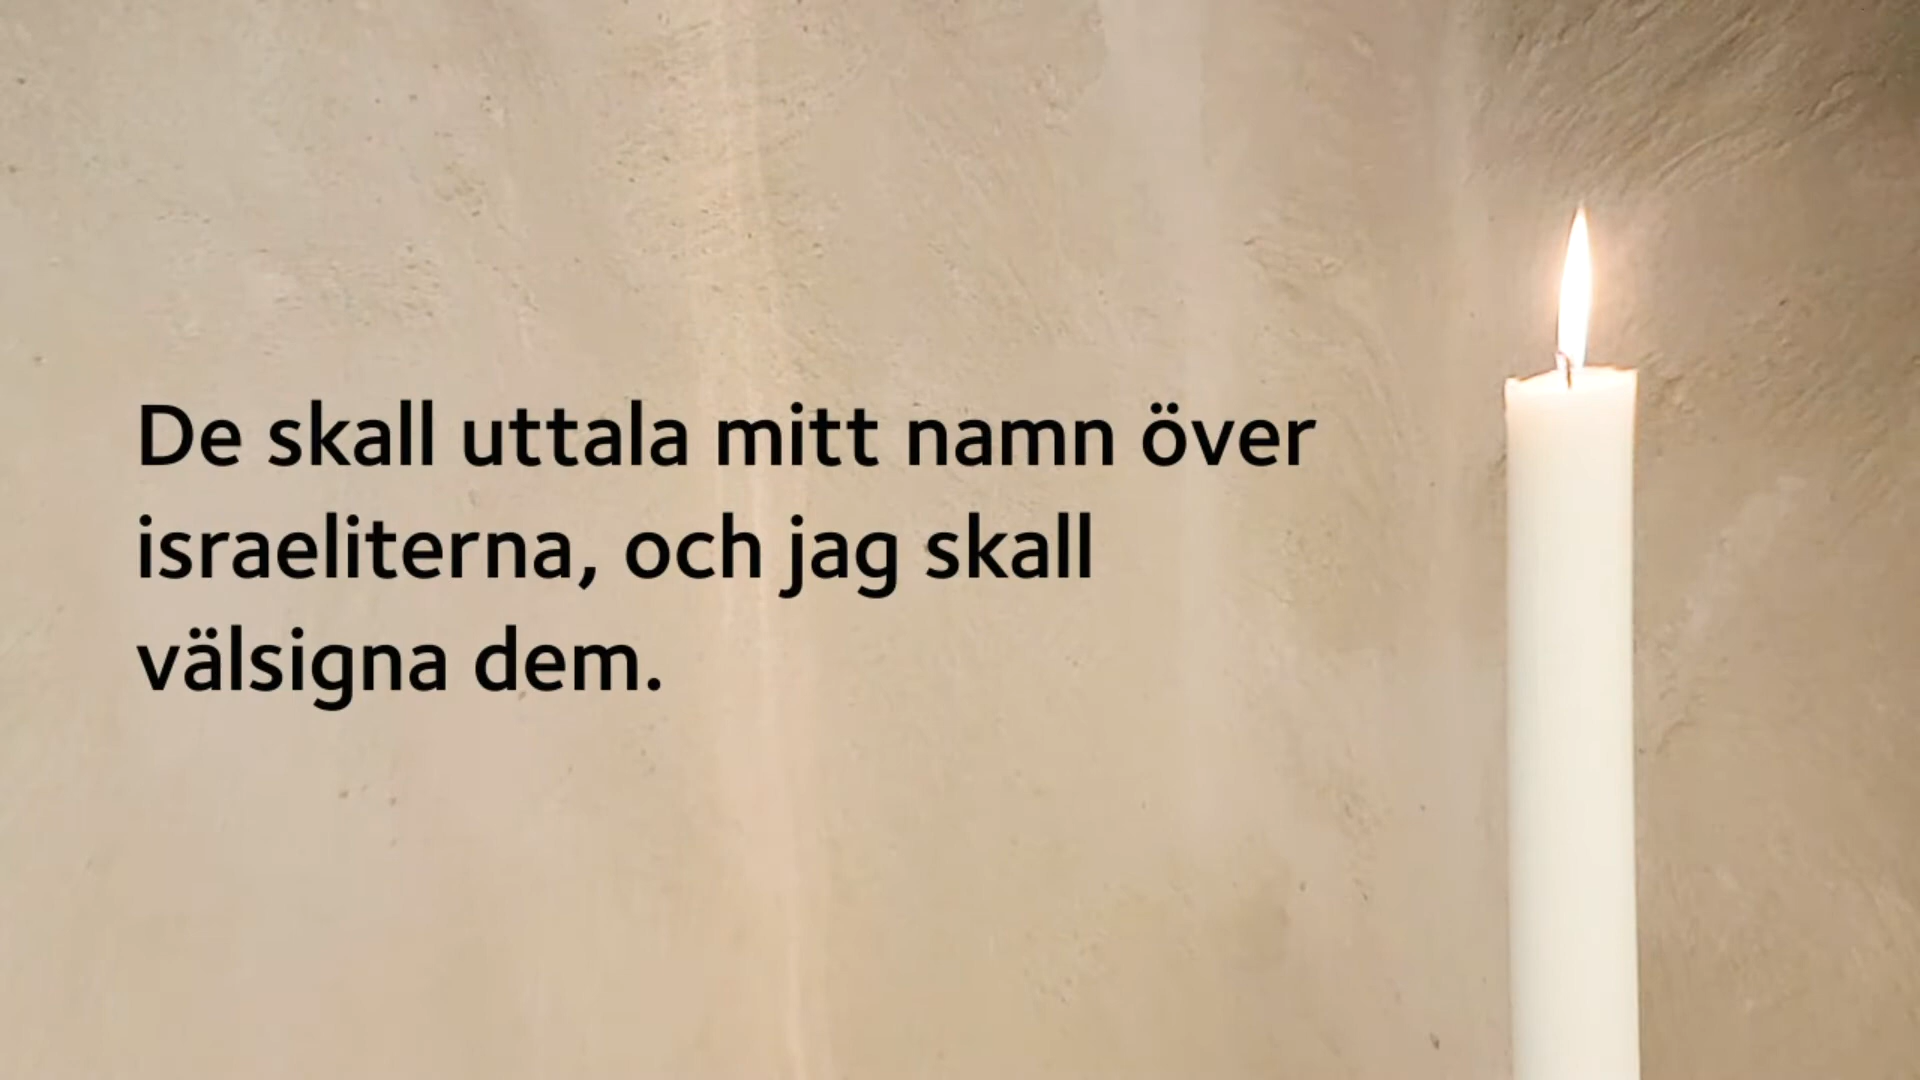 De skall uttala mitt namn över
israeliterna, och jag skall
välsigna dem.